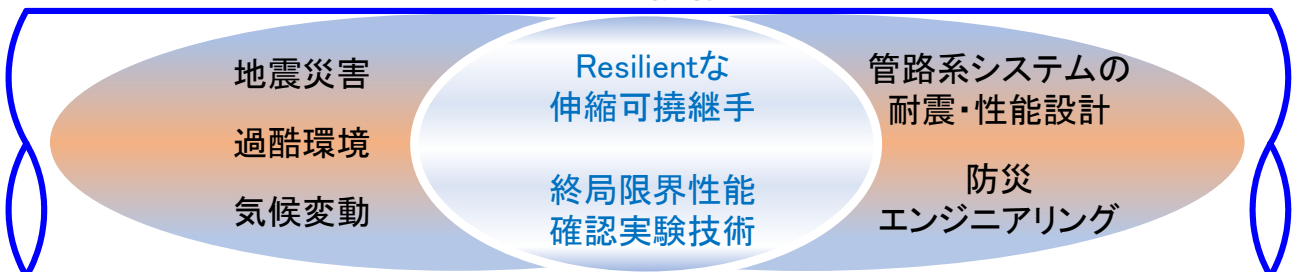 地震災害
過酷環境
気候変動
Resilientな
伸縮可撓継手
終局限界性能
確認実験技術
管路系システムの
耐震・性能設計
防災
エンジニアリング